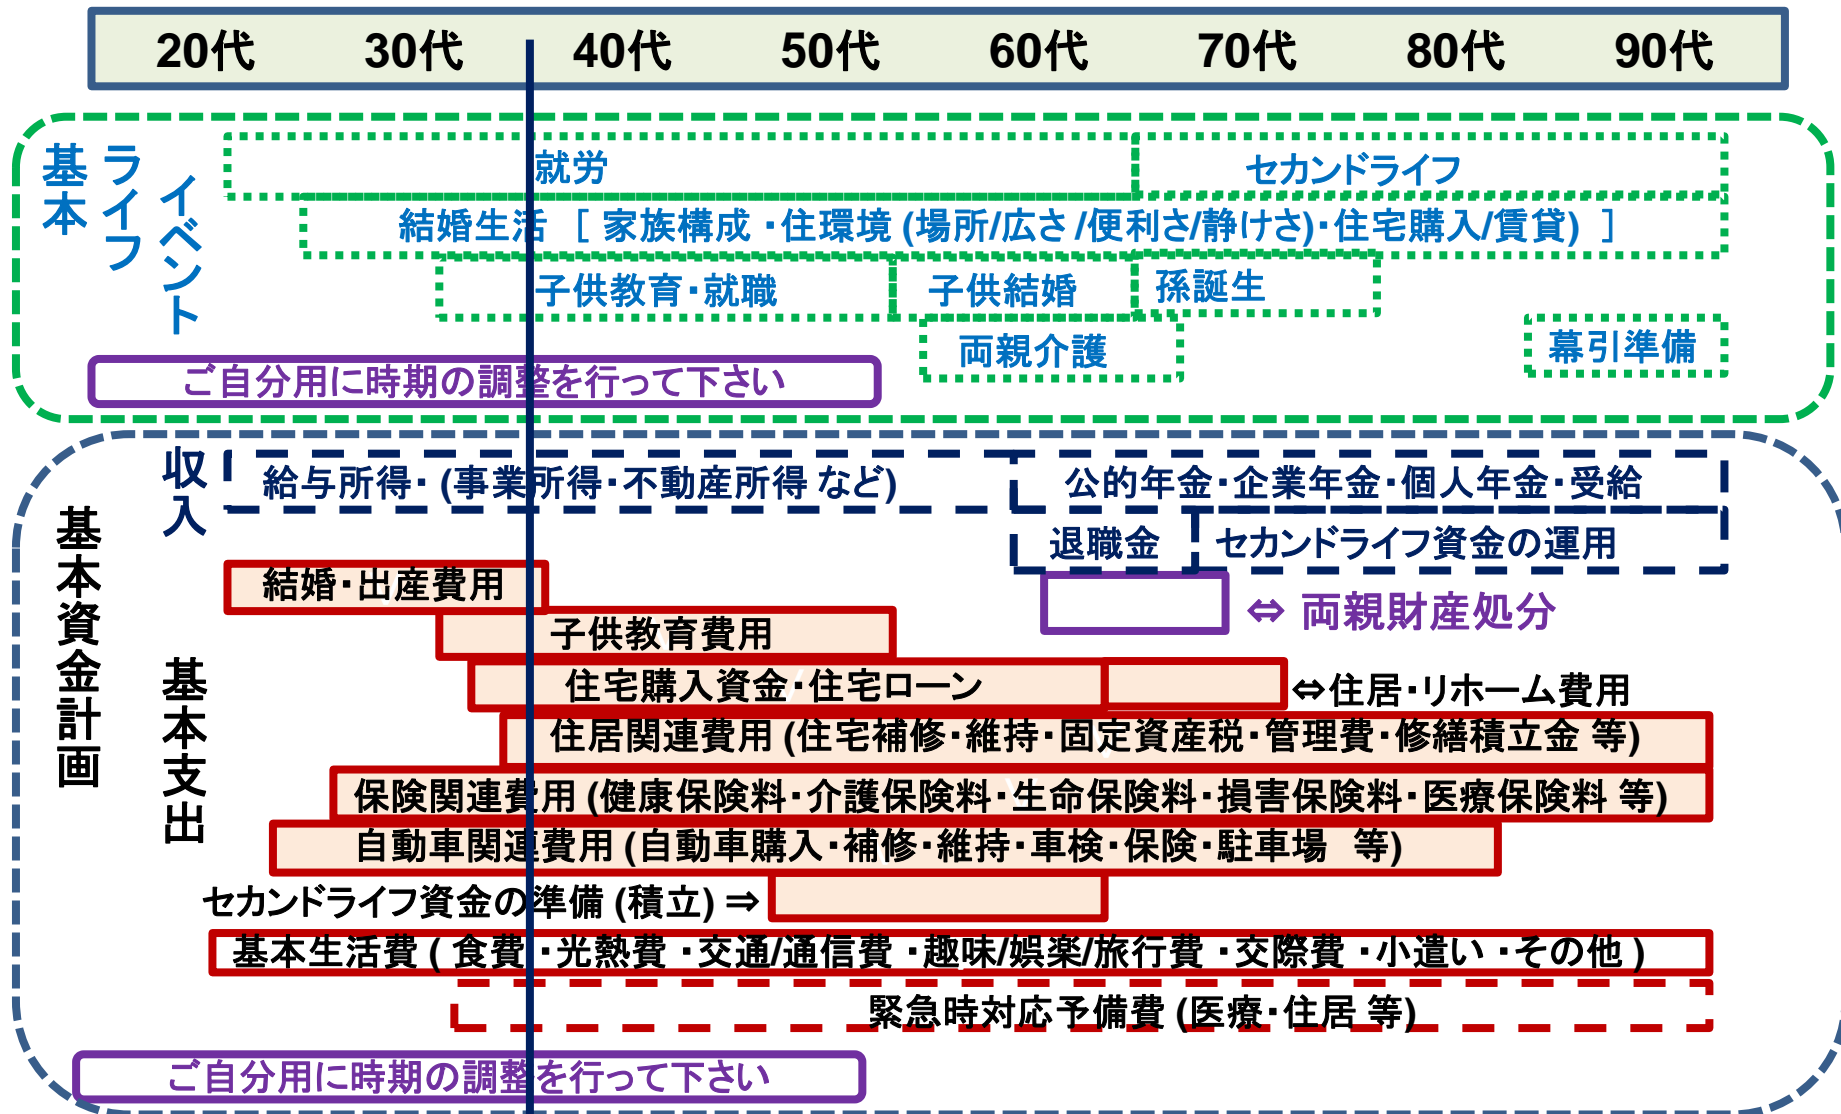 20代 30代 40代 50代 60代 70代 80代 90代
基本
ライフ
イベント
就労
セカンドライフ
結婚生活 [ 家族構成 ・住環境 (場所/広さ /便利さ/静けさ)・住宅購入/賃貸) ]
子供教育・就職
子供結婚
孫誕生
両親介護
幕引準備
ご自分用に時期の調整を行って下さい
基本資金計画
収入
給与所得・ (事業所得・不動産所得 など)
公的年金・企業年金・個人年金・受給
退職金
セカンドライフ資金の運用
基本支出
結婚・出産費用
⇔ 両親財産処分
子供教育費用
住宅購入資金・住宅ローン
⇔住居・リホーム費用
住居関連費用 (住宅補修・維持・固定資産税・管理費・修繕積立金 等)
保険関連費用 (健康保険料・介護保険料・生命保険料・損害保険料・医療保険料 等)
自動車関連費用 (自動車購入・補修・維持・車検・保険・駐車場 等)
セカンドライフ資金の準備 (積立) ⇒
基本生活費 ( 食費 ・光熱費 ・交通/通信費 ・趣味/娯楽/旅行費 ・交際費 ・小遣い ・その他 )
緊急時対応予備費 (医療・住居 等)
ご自分用に時期の調整を行って下さい